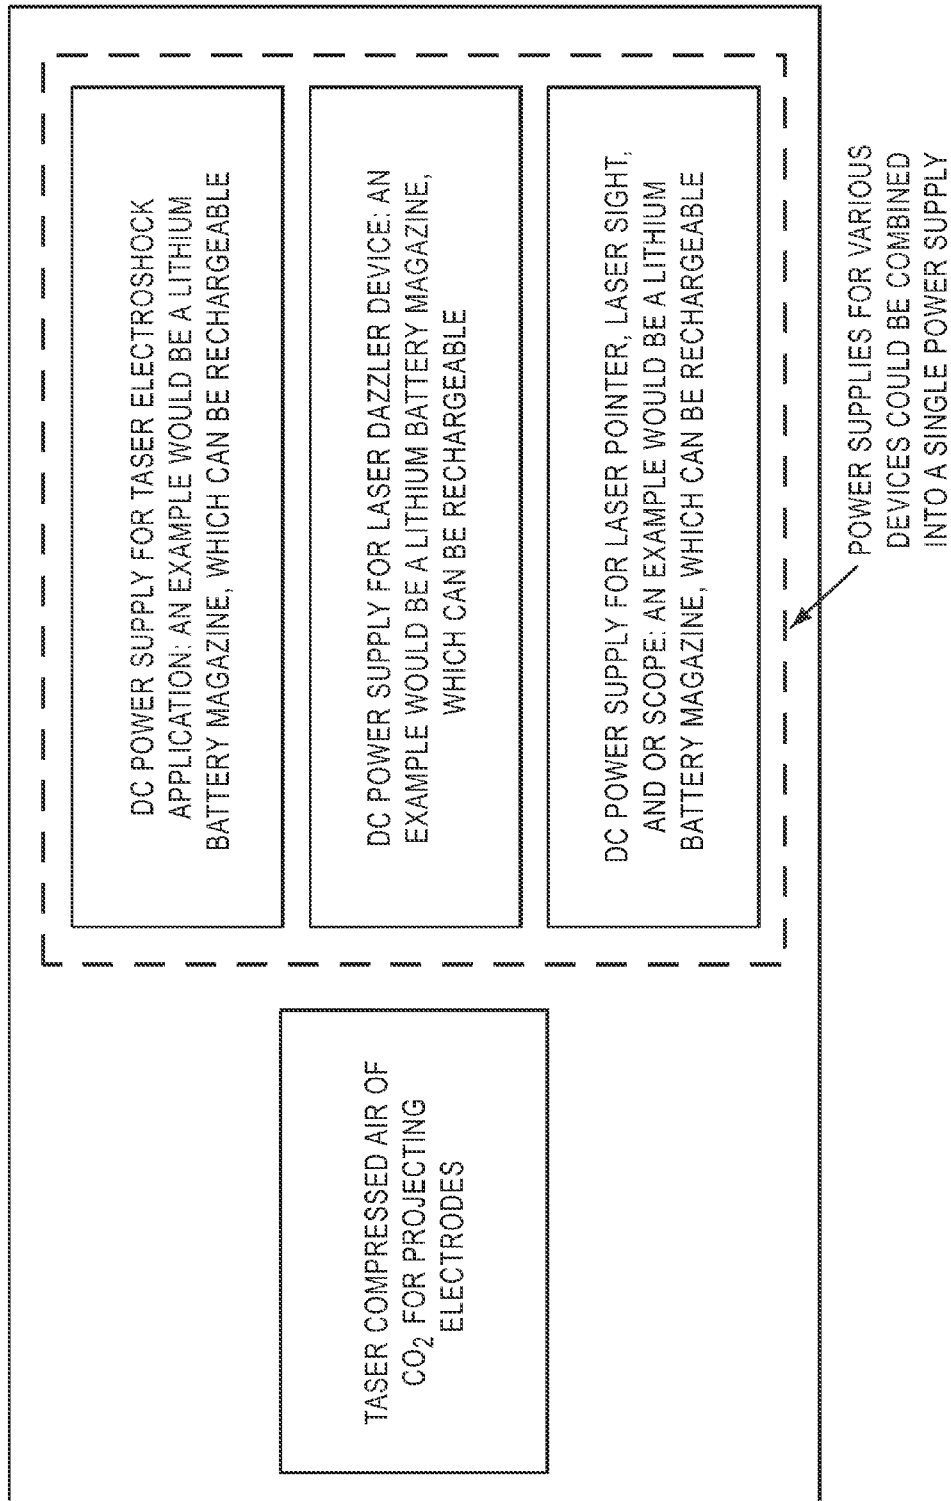 DC POWER SUPPLY FOR TASER ELECTROSHOCK
APPLICATION: AN EXAMPLE WOULD BE A LITHIUM
BATTERY MAGAZINE, WHICH CAN BE RECHARGEABLE
DC POWER SUPPLY FOR LASER DAZZLER DEVICE: AN
EXAMPLE WOULD BE A LITHIUM BATTERY MAGAZINE,
WHICH CAN BE RECHARGEABLE
DC POWER SUPPLY FOR LASER POINTER, LASER SIGHT,
AND OR SCOPE: AN EXAMPLE WOULD BE A LITHIUM
BATTERY MAGAZINE, WHICH CAN BE RECHARGEABLE
TASER COMPRESSED AIR OF
CO₂ FOR PROJECTING
ELECTRODES
POWER SUPPLIES FOR VARIOUS
DEVICES COULD BE COMBINED
INTO A SINGLE POWER SUPPLY